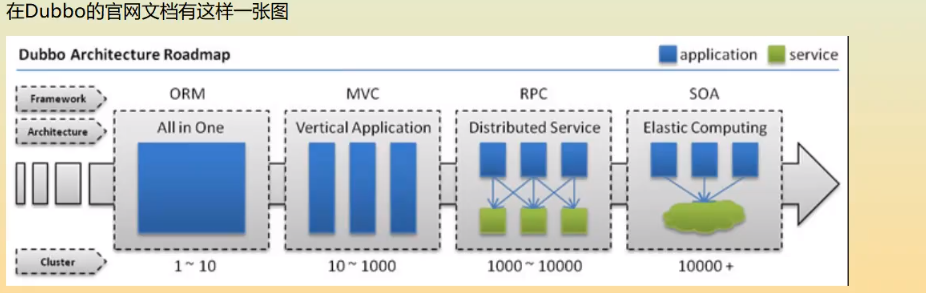 在Dubbo的官网文档有这样一张图
Dubbo Architecture Roadmap
application service
Framework ORM MVC RPC SOA
Architecture All in One Vertical Application Distributed Service Elastic Computing
Cluster 1 ~ 10 10 ~ 1000 1000 ~ 10000 10000 +